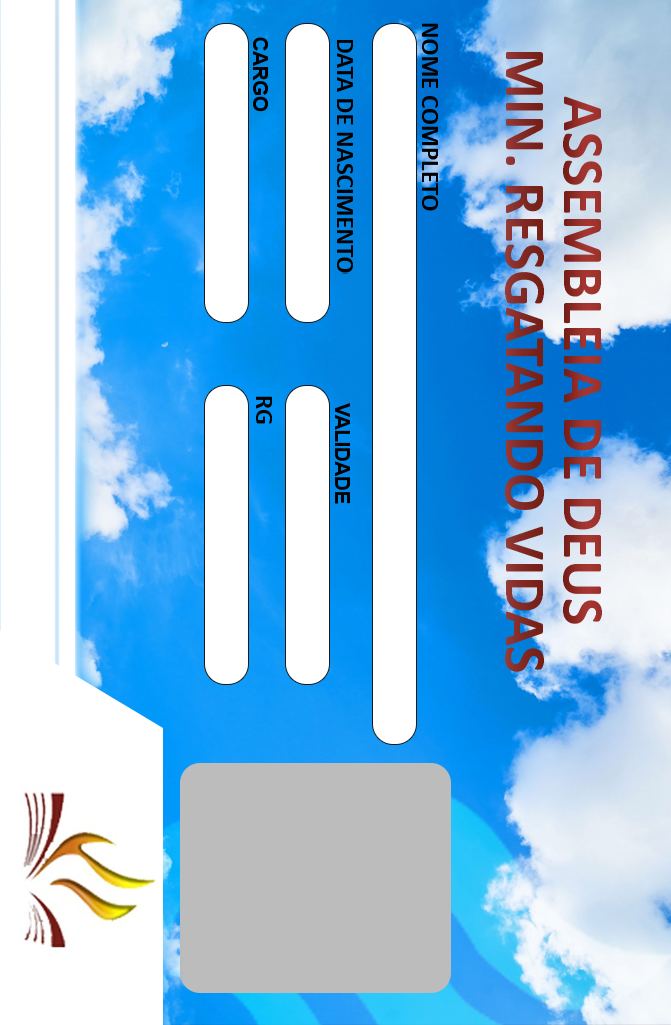 ASSEMBLEIA DE DEUS
MIN. RESGATANDO VIDAS
NOME COMPLETO
DATA DE NASCIMENTO
VALIDADE
CARGO
RG